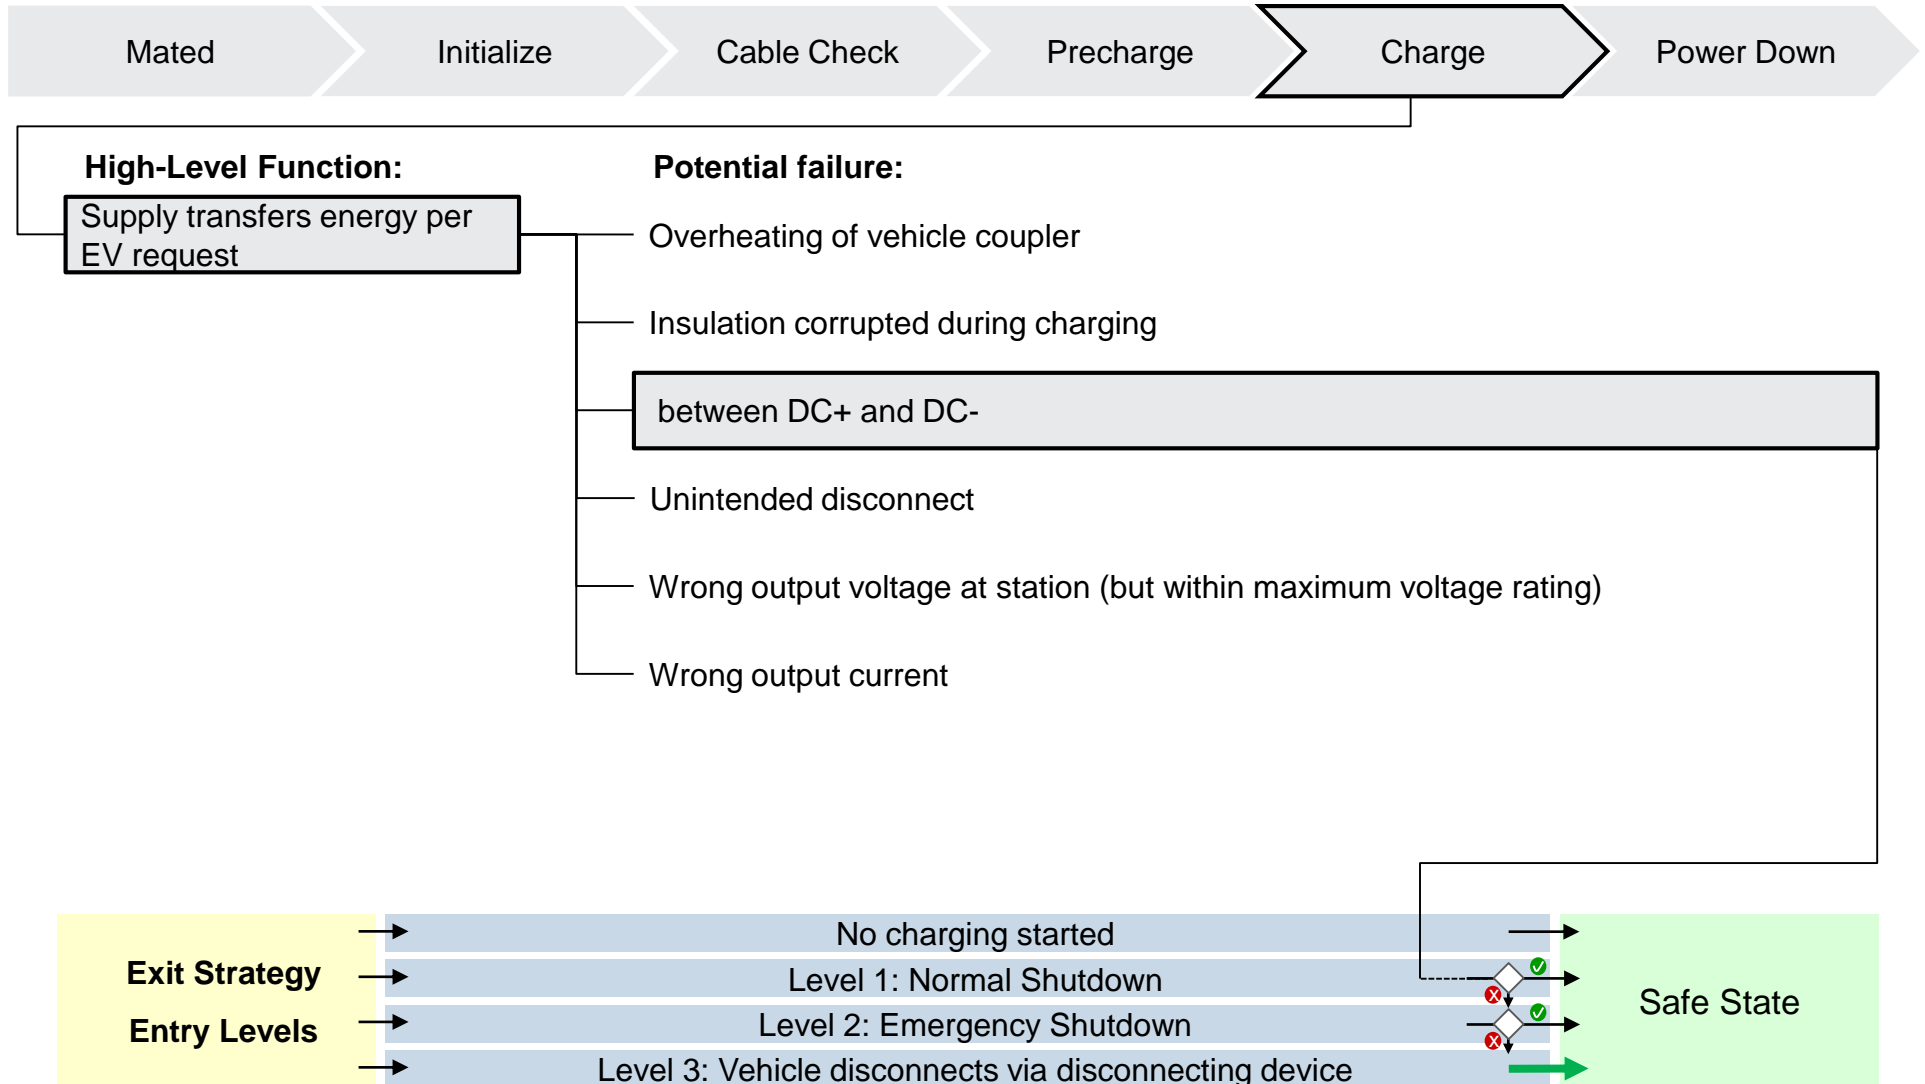 Mated
Initialize
Cable Check
Precharge
Charge
Power Down
High-Level Function:
Potential failure:
Supply transfers energy per
EV request
Overheating of vehicle coupler
Insulation corrupted during charging
between DC+ and DC-
Unintended disconnect
Wrong output voltage at station (but within maximum voltage rating)
Wrong output current
Exit Strategy
Entry Levels
No charging started
Level 1: Normal Shutdown
Level 2: Emergency Shutdown
Level 3: Vehicle disconnects via disconnecting device
X
X
Safe State